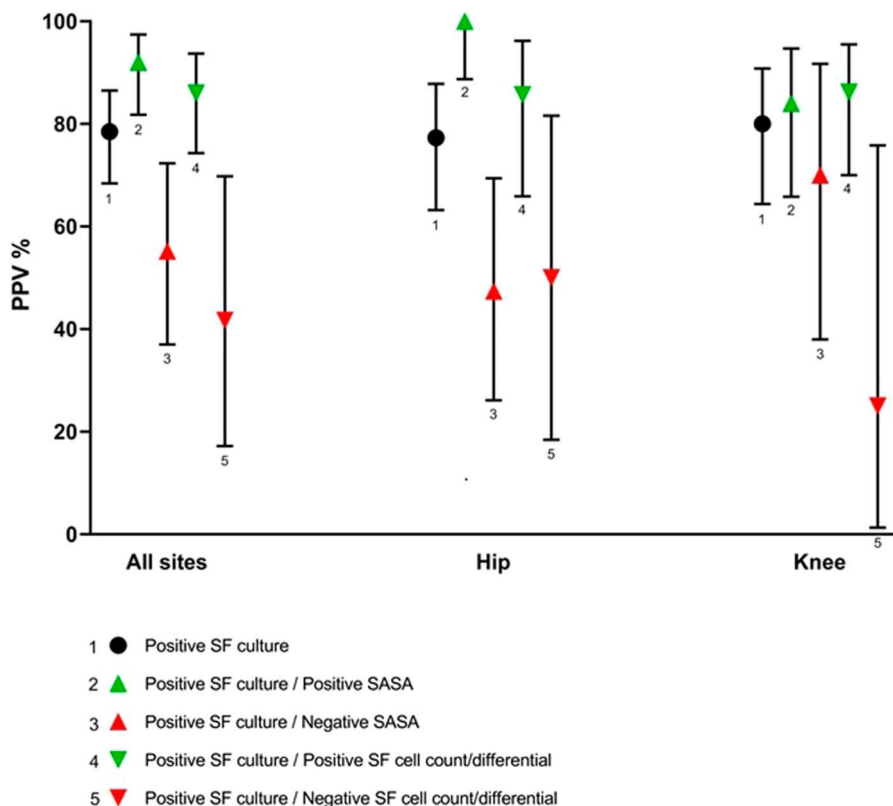 100
80
60
40
20
0
PPV %
1
2
3
4
5
1
2
3
4
5
1
2
3
4
5
All sites
Hip
Knee
1 Positive SF culture
2 Positive SF culture / Positive SASA
3 Positive SF culture / Negative SASA
4 Positive SF culture / Positive SF cell count/differential
5 Positive SF culture / Negative SF cell count/differential